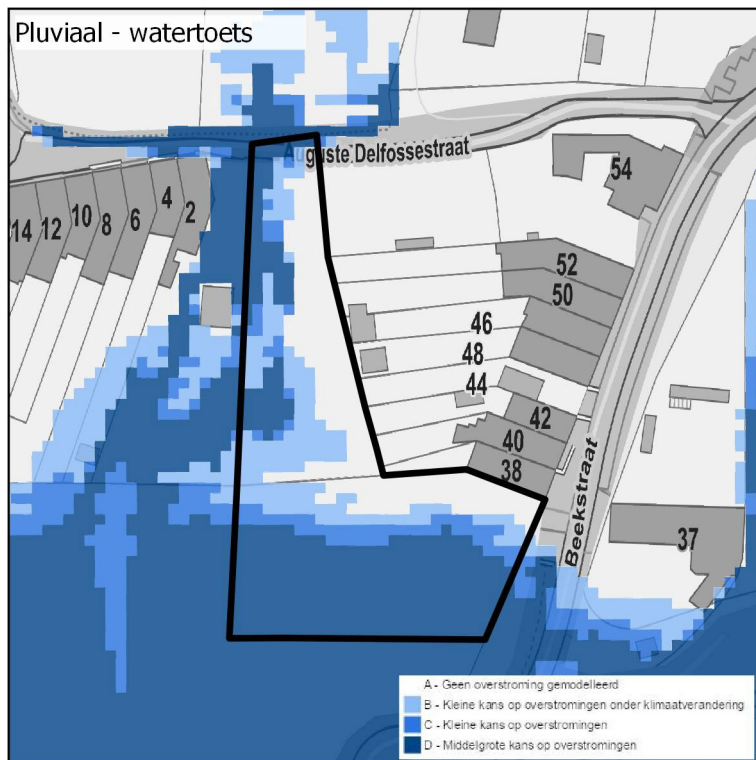 Pluviaal - watertoets
Auguste Delfossestraat
54
14
12
10
8
6
4
2
52
50
46
48
44
42
40
38
Beekstraat
37
A - Geen overstroming gemodelleerd
B - Kleine kans op overstromingen onder klimaatverandering
C - Kleine kans op overstromingen
D - Middelgrote kans op overstromingen